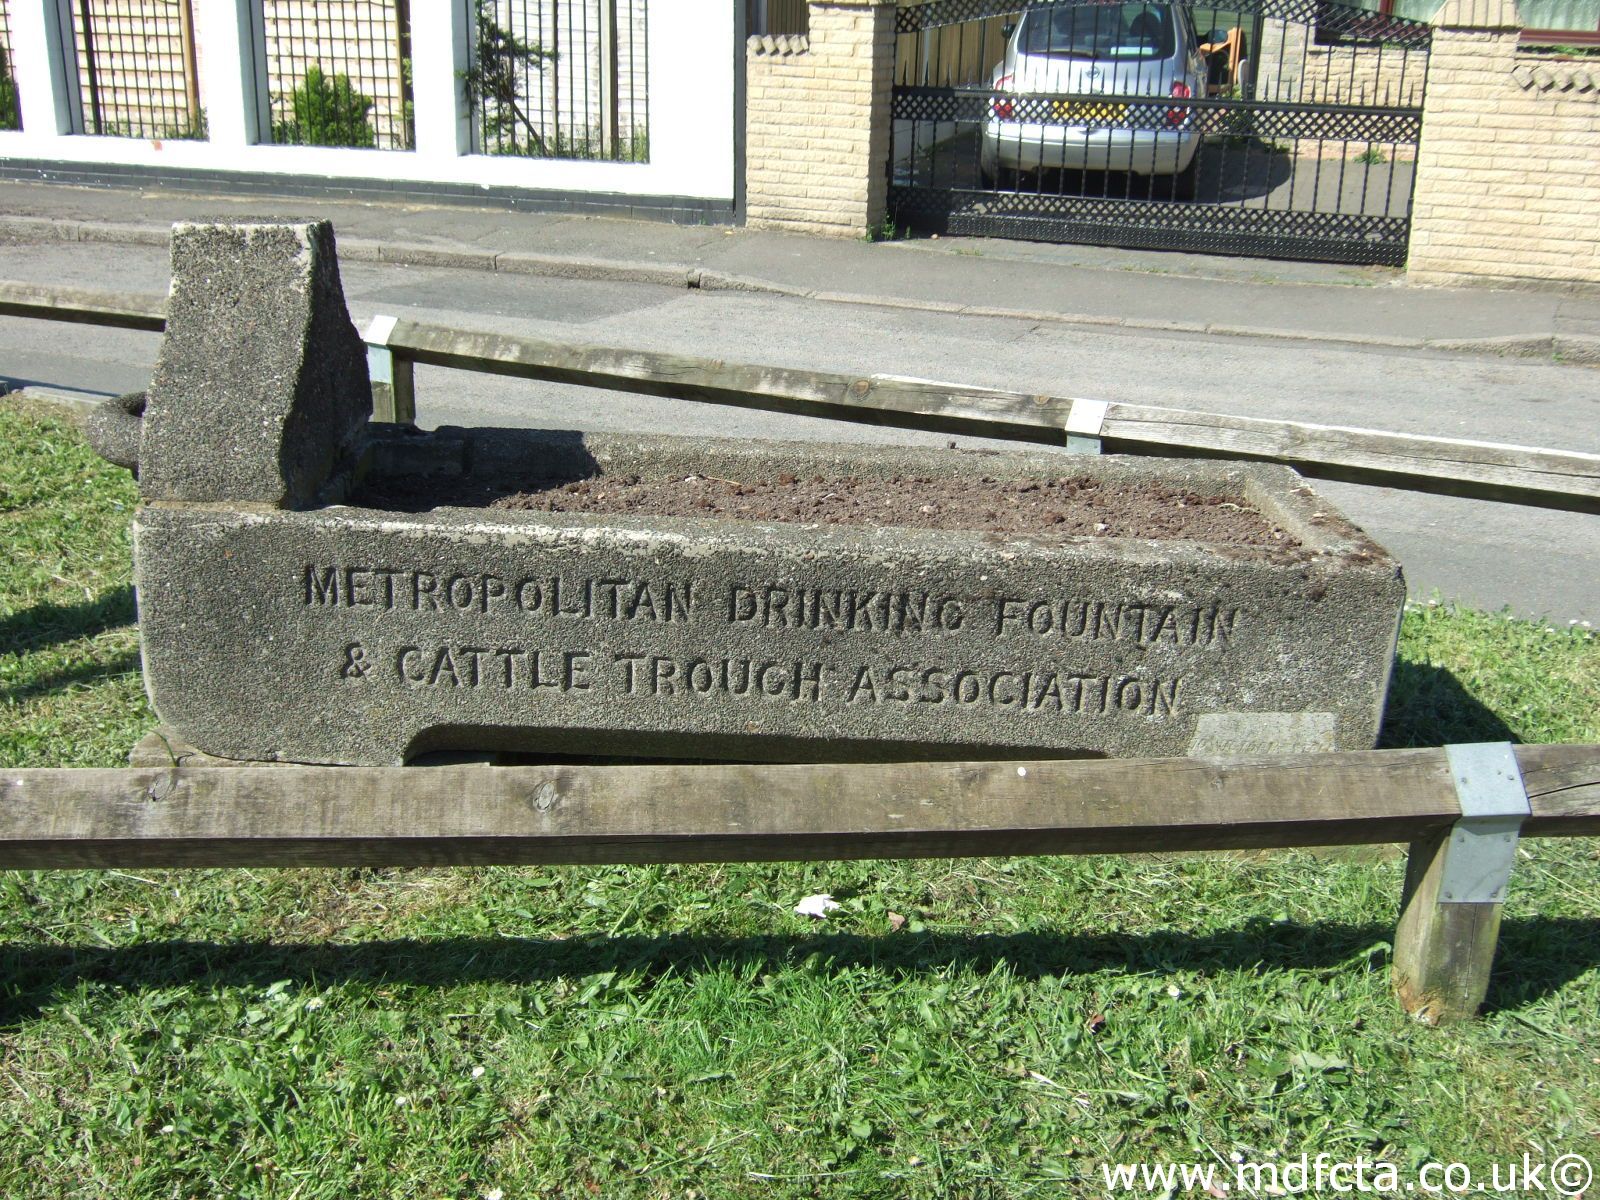 METROPOLITAN DRINKING FOUNTAIN
& CATTLE TROUGH ASSOCIATION
www.mdfcta.co.uk©